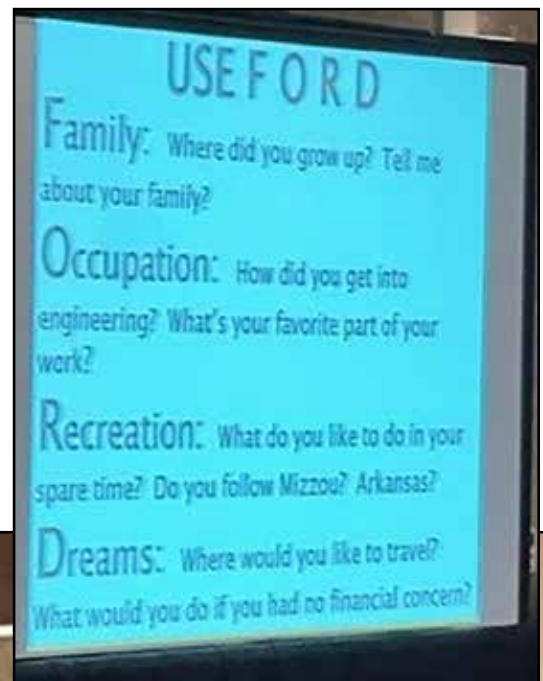 USE F O R D
Family: Where did you grow up? Tell me
about your family?
Occupation: How did you get into
engineering? What's your favorite part of your
work?
Recreation: What do you like to do in your
spare time? Do you follow Mizzou? Arkansas?
Dreams: Where would you like to travel?
What would you do if you had no financial concern?